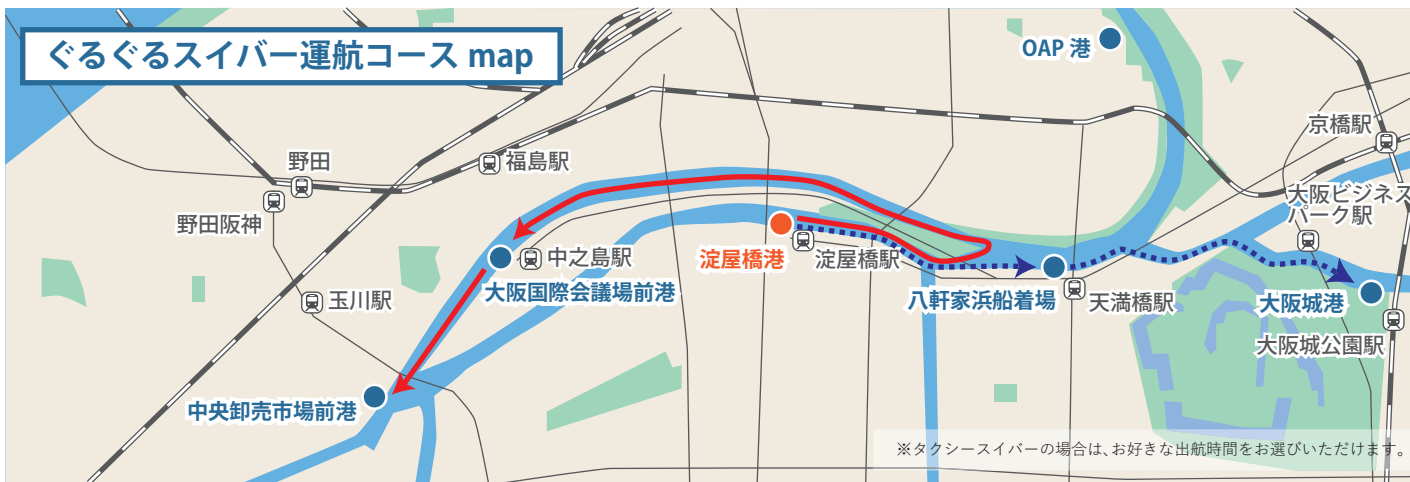 ぐるぐるスイバー運航コース map
OAP 港
京橋駅
野田
福島駅
大阪ビジネス
パーク駅
野田阪神
淀屋橋港
淀屋橋駅
中之島駅
大阪国際会議場前港
玉川駅
八軒家浜船着場
天満橋駅
大阪城港
大阪城公園駅
中央卸売市場前港
※タクシースイバーの場合は、お好きな出航時間をお選びいただけます。